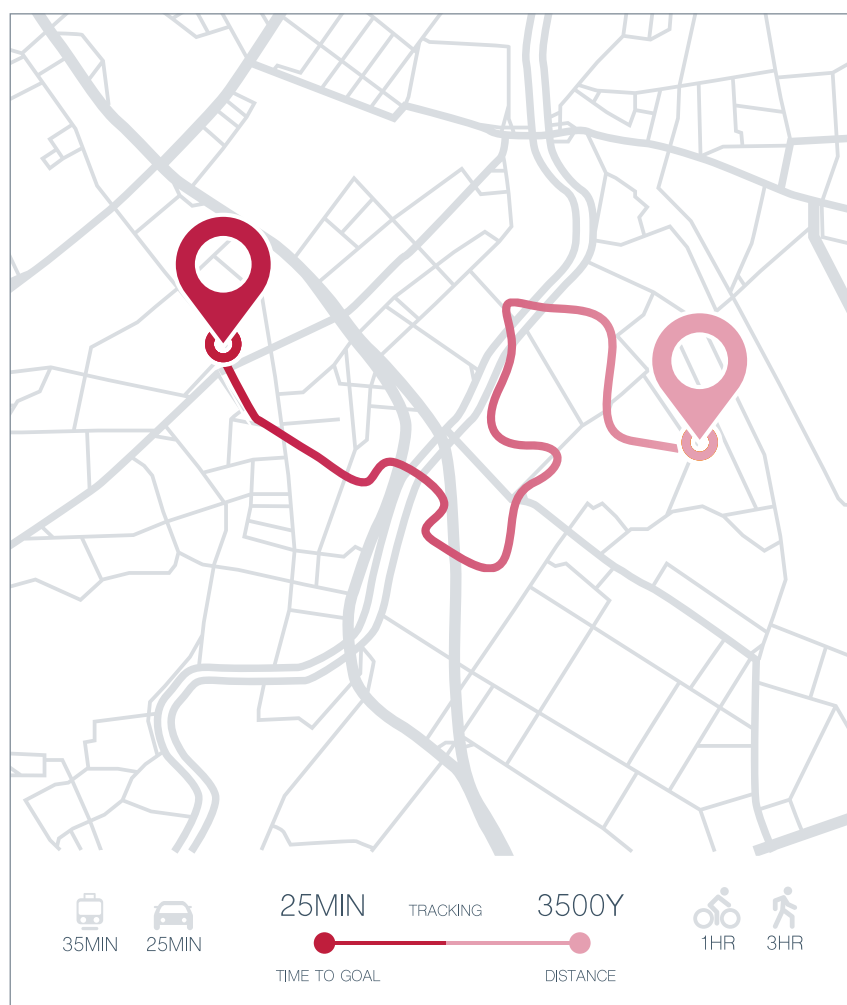 35MIN
25MIN
25MIN
TRACKING
3500Y
TIME TO GOAL
DISTANCE
1HR
3HR